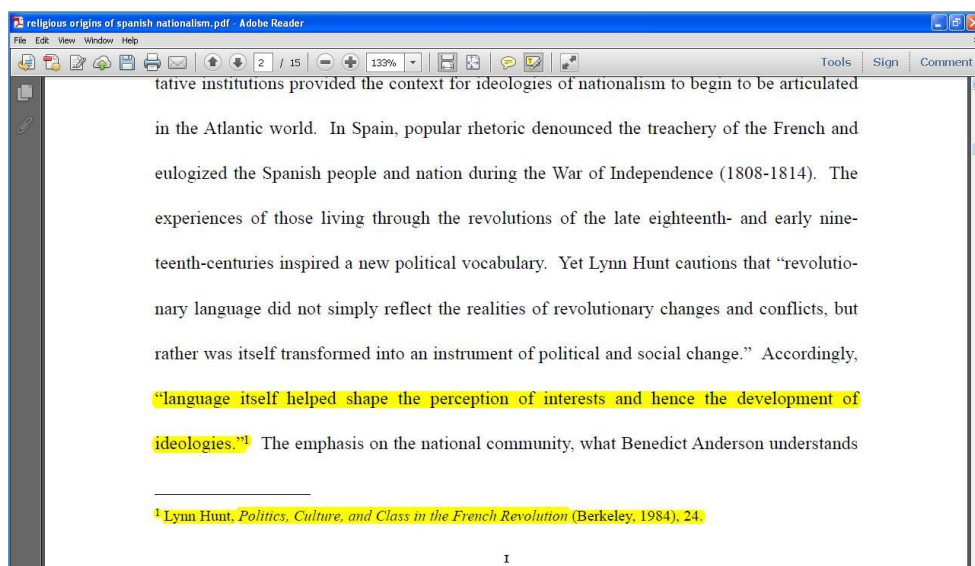 religious origins of spanish nationalism.pdf - Adobe Reader
File Edit View Window Help
2 / 15 133% Tools Sign Comment
tative institutions provided the context for ideologies of nationalism to begin to be articulated
in the Atlantic world. In Spain, popular rhetoric denounced the treachery of the French and
eulogized the Spanish people and nation during the War of Independence (1808-1814). The
experiences of those living through the revolutions of the late eighteenth- and early nine-
teenth-centuries inspired a new political vocabulary. Yet Lynn Hunt cautions that “revolutio-
nary language did not simply reflect the realities of revolutionary changes and conflicts, but
rather was itself transformed into an instrument of political and social change.” Accordingly,
“language itself helped shape the perception of interests and hence the development of
ideologies.”1 The emphasis on the national community, what Benedict Anderson understands
1 Lynn Hunt, Politics, Culture, and Class in the French Revolution (Berkeley, 1984), 24.
1